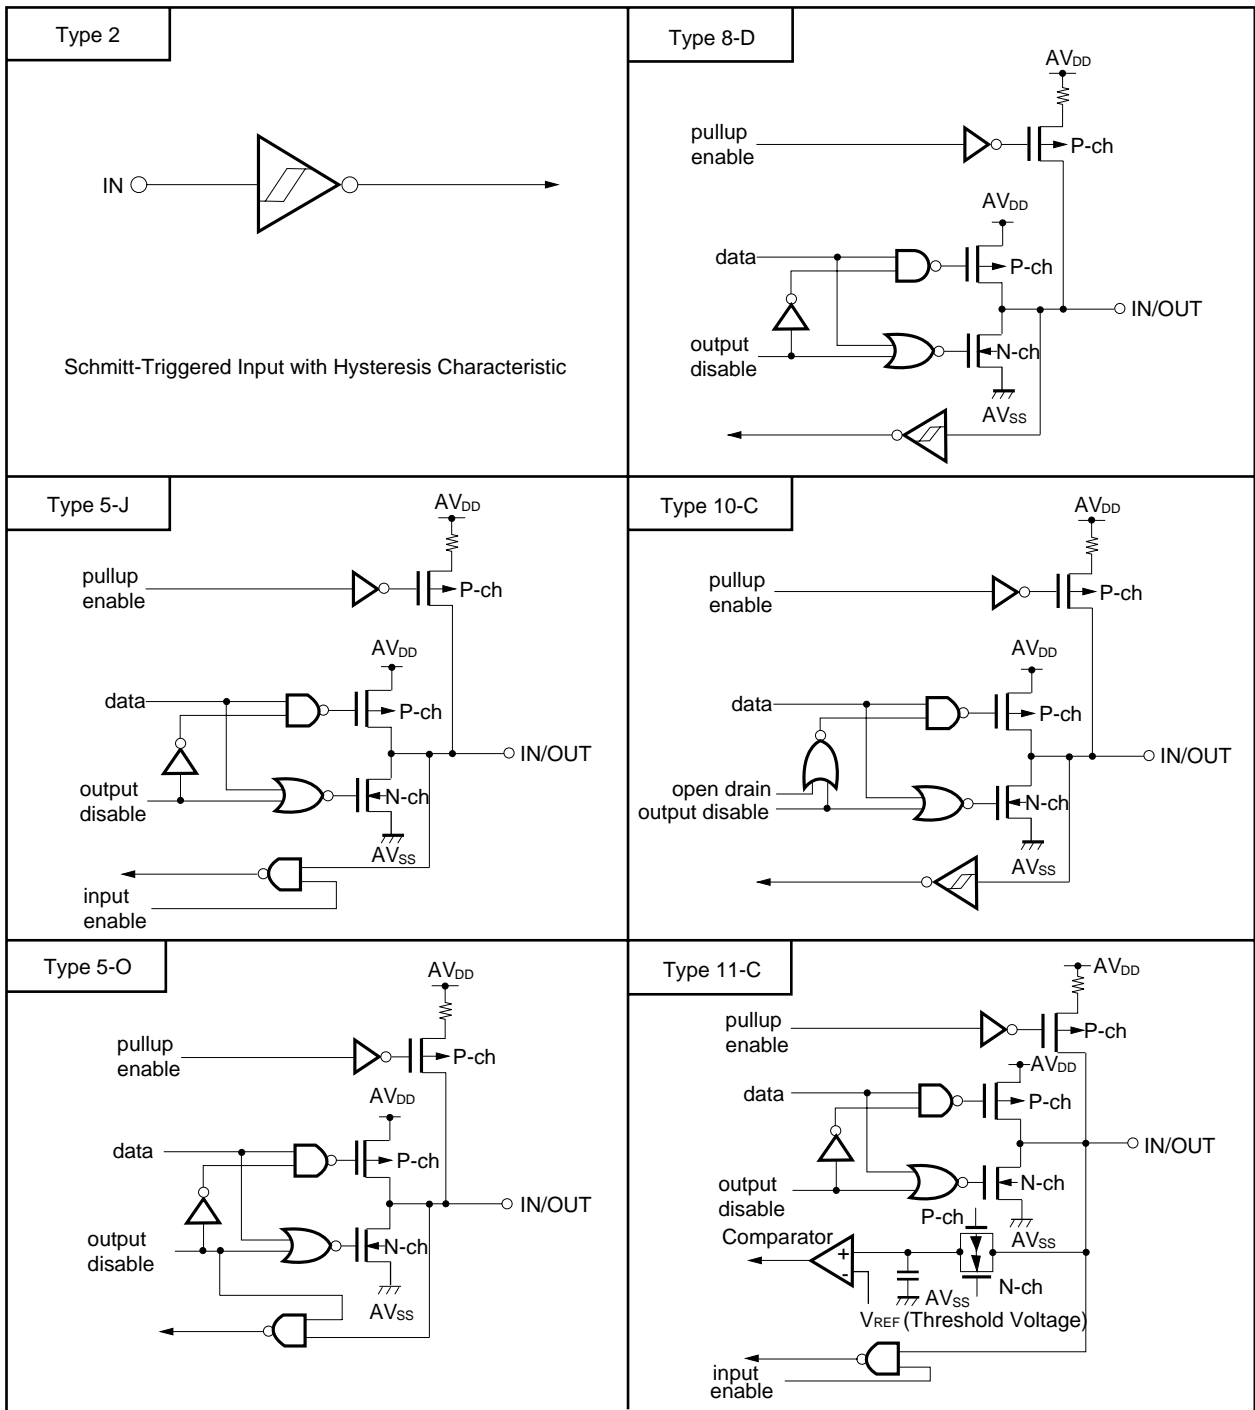 Type 2
IN
Schmitt-Triggered Input with Hysteresis Characteristic
Type 8-D
AVDD
pullup
enable
P-ch
AVDD
data
P-ch
IN/OUT
output
disable
N-ch
AVSS
Type 5-J
AVDD
pullup
enable
P-ch
AVDD
data
P-ch
IN/OUT
output
disable
N-ch
AVSS
input
enable
Type 10-C
AVDD
pullup
enable
P-ch
AVDD
data
P-ch
IN/OUT
open drain
output disable
N-ch
AVSS
Type 5-O
AVDD
pullup
enable
P-ch
AVDD
data
P-ch
IN/OUT
output
disable
N-ch
AVSS
Type 11-C
AVDD
pullup
enable
P-ch
AVDD
data
P-ch
IN/OUT
output
disable
N-ch
P-ch
Comparator
AVSS
+
-
N-ch
AVSS
VREF (Threshold Voltage)
input
enable